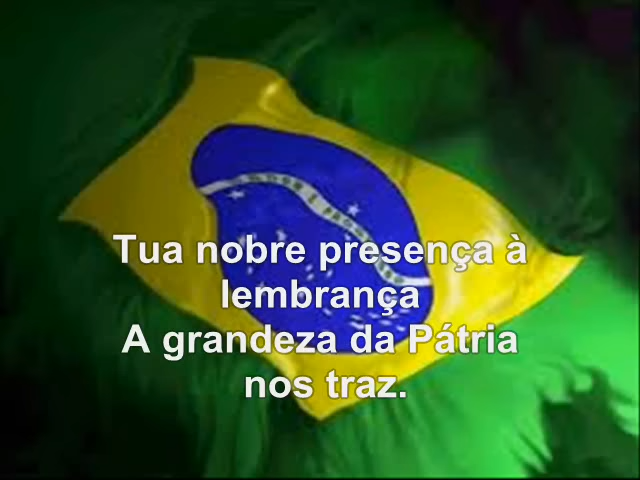 Tua nobre presença à
lembrança
A grandeza da Pátria
nos traz.